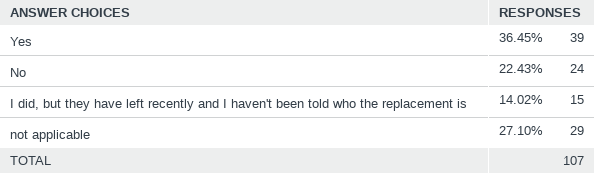 ANSWER CHOICES RESPONSES
Yes 36.45% 39
No 22.43% 24
I did, but they have left recently and I haven't been told who the replacement is 14.02% 15
not applicable 27.10% 29
TOTAL 107